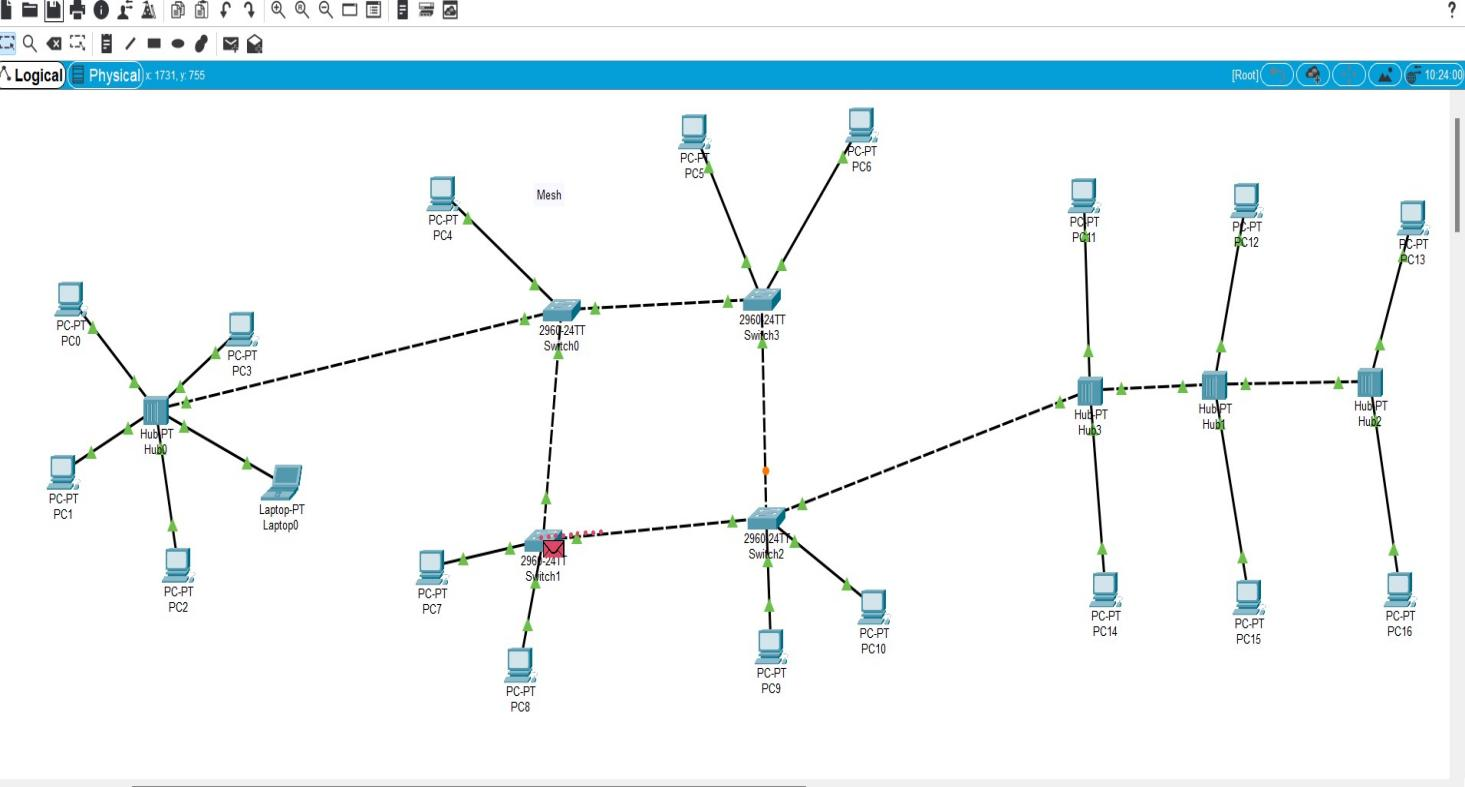 ?
Logical
Physical
x: 1731, y: 755
[Root]
10:24:00
PC-PT
PC5
PC-PT
PC6
PC-PT
PC4
Mesh
PC-PT
PC11
PC-PT
PC12
PC-PT
PC13
PC-PT
PC0
PC-PT
PC3
2960-24TT
Switch0
2960-24TT
Switch3
Hub-PT
Hub0
Hub-PT
Hub3
Hub-PT
Hub1
Hub-PT
Hub2
PC-PT
PC1
Laptop-PT
Laptop0
2960-24TT
Switch1
2960-24TT
Switch2
PC-PT
PC2
PC-PT
PC7
PC-PT
PC8
PC-PT
PC9
PC-PT
PC10
PC-PT
PC14
PC-PT
PC15
PC-PT
PC16